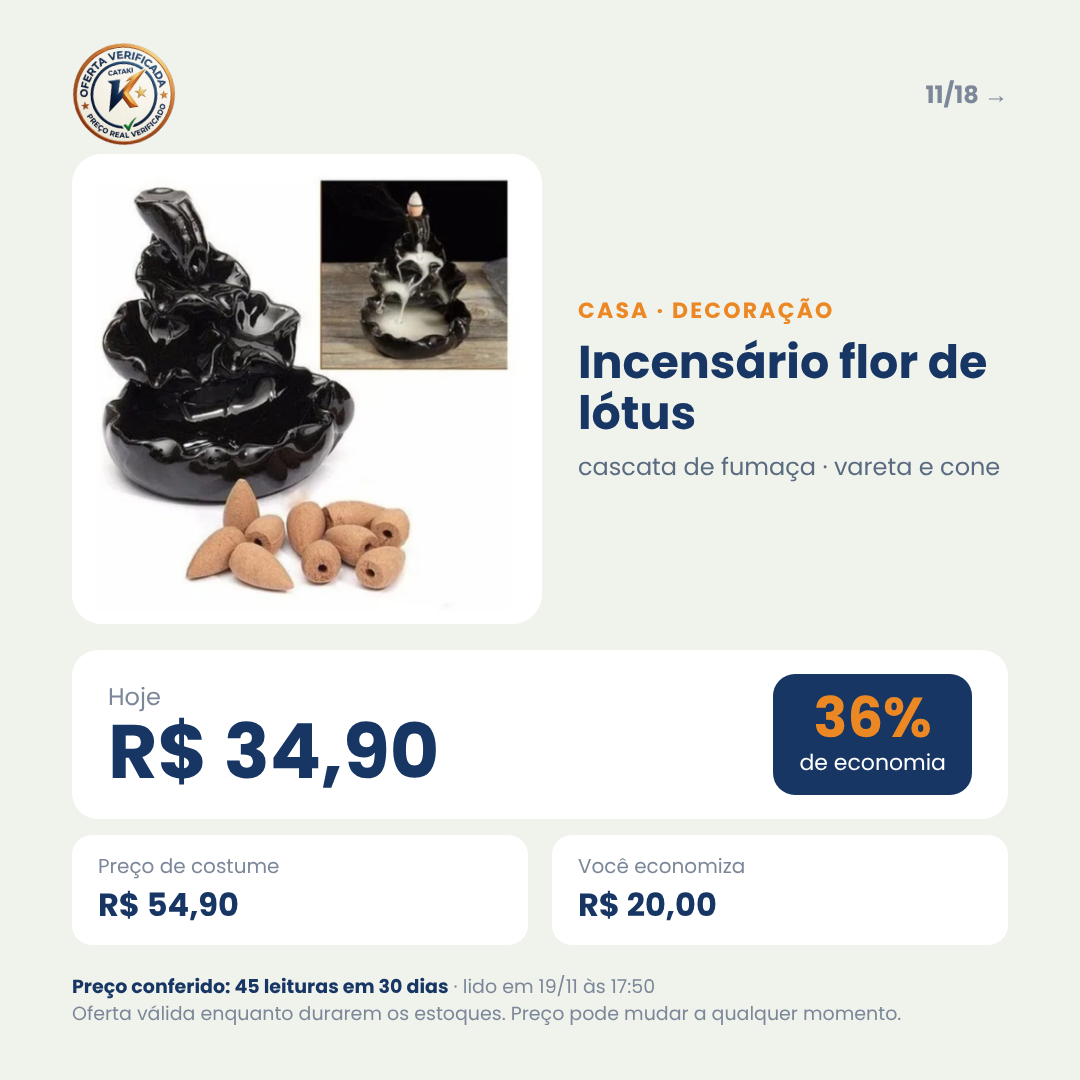 OFERTA VERIFICADA
CATAKI
K
PREÇO REAL VERIFICADO
11/18 →
CASA · DECORAÇÃO
Incensário flor de
lótus
cascata de fumaça · vareta e cone
Hoje
R$ 34,90
36%
de economia
Preço de costume
R$ 54,90
Você economiza
R$ 20,00
Preço conferido: 45 leituras em 30 dias · lido em 19/11 às 17:50
Oferta válida enquanto durarem os estoques. Preço pode mudar a qualquer momento.